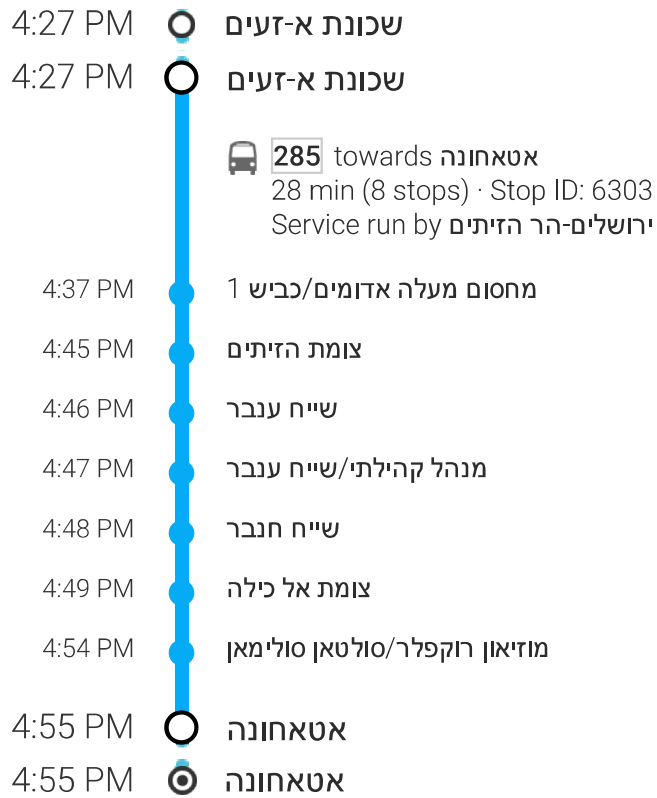 4:27 PM שכונת א-זעים
4:27 PM שכונת א-זעים
285 towards אטאחונה
28 min (8 stops) · Stop ID: 6303
Service run by ירושלים-הר הזיתים
4:37 PM מחסום מעלה אדומים/כביש 1
4:45 PM צומת הזיתים
4:46 PM שייח ענבר
4:47 PM מנהל קהילתי/שייח ענבר
4:48 PM שייח חנבר
4:49 PM צומת אל כילה
4:54 PM מוזיאון רוקפלר/סולטאן סולימאן
4:55 PM אטאחונה
4:55 PM אטאחונה